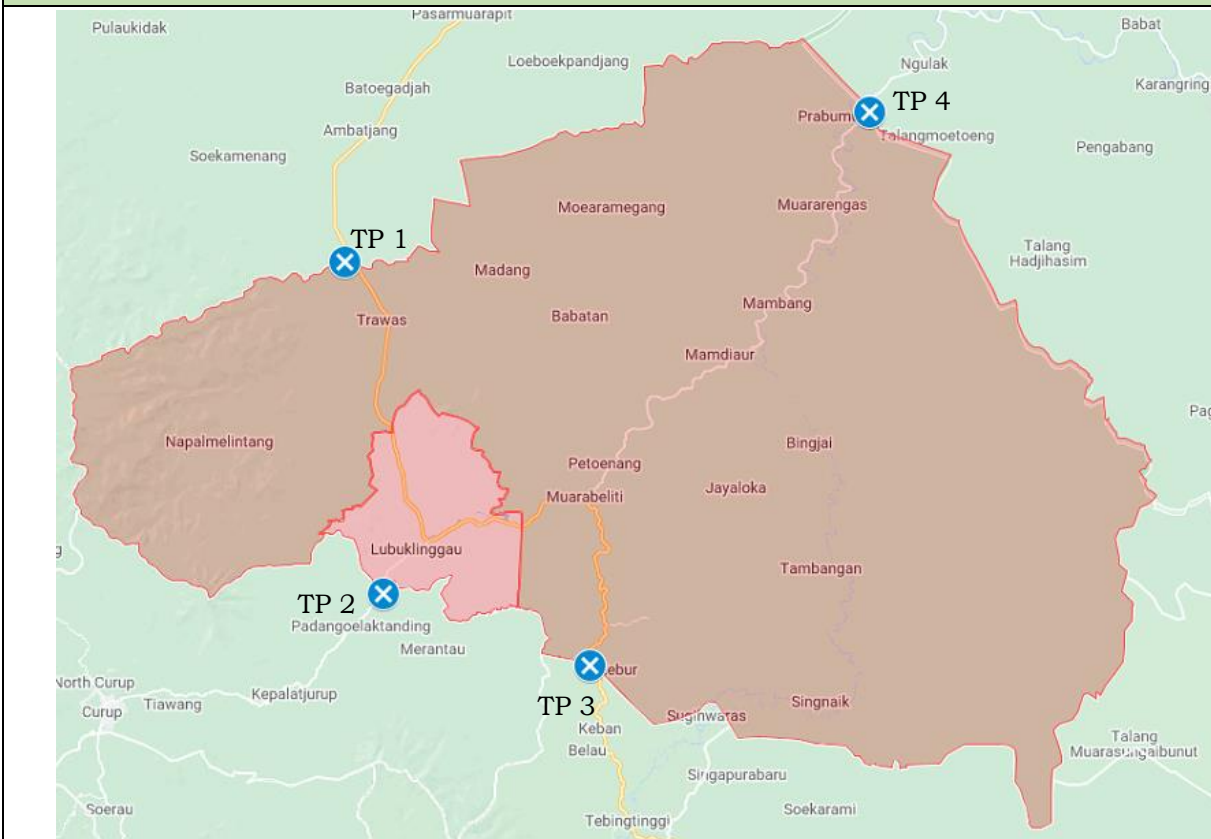 Pasarmuarapit
Pulaukidak
Babat
Loeboekpandjang
Ngulak
Batoegadjah
Karangring
TP 4
Ambatjang
Talangmoetoeng
Soekamenang
Pengabang
Muararengas
Moearamegang
TP 1
Talang
Hadjihasim
Madang
Mambang
Trawas
Babatan
Mamdiaur
Napalmelintang
Bingjai
Petoenang
Jayaloka
Muarabeliti
Lubuklinggau
Tambangan
TP 2
Padangoelaktanding
Merantau
North Curup
Kepalatjurup
Tiawang
Curup
TP 3
Singnaik
Suginwaras
Keban
Talang
Muarasungaibunut
Belau
Singapurabaru
Soerau
Soekarami
Tebingtinggi